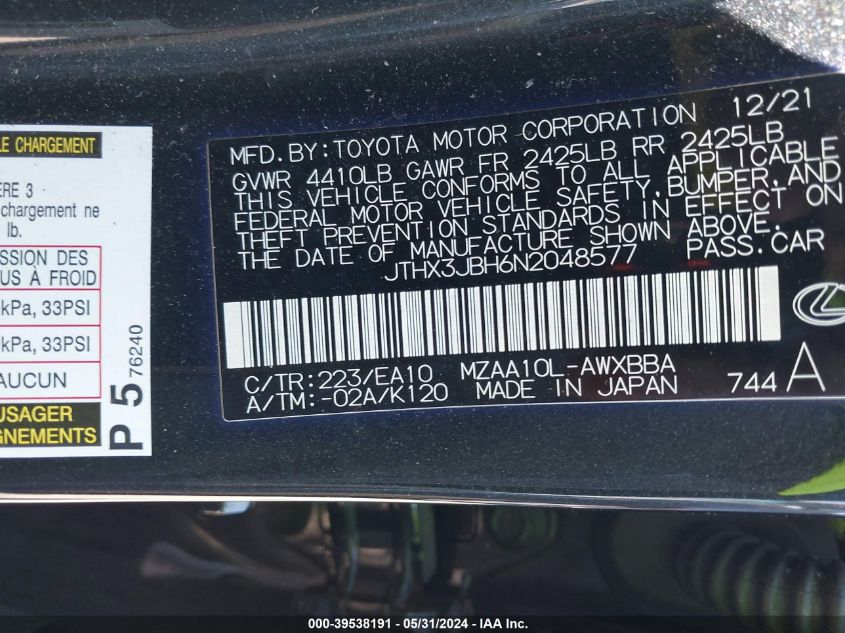 LE CHARGEMENT
ÈRE 3
chargement ne
lb.
SSION DES
US À FROID
kPa, 33PSI
kPa, 33PSI
AUCUN
USAGER
GNEMENTS
P 5 76240
MFD.BY:TOYOTA MOTOR CORPORATION 12/21
GVWR 4410LB GAWR FR 2425LB RR 2425LB
THIS VEHICLE CONFORMS TO ALL APPLICABLE
FEDERAL MOTOR VEHICLE SAFETY,BUMPER,AND
THEFT PREVENTION STANDARDS IN EFFECT ON
THE DATE OF MANUFACTURE SHOWN ABOVE.
JTHX3JBH6N2048577 PASS.CAR
C/TR:223/EA10 MZAA10L-AWXBBA
A/TM:-02A/K120 MADE IN JAPAN 744 A
000-39538191 - 05/31/2024 - IAA Inc.